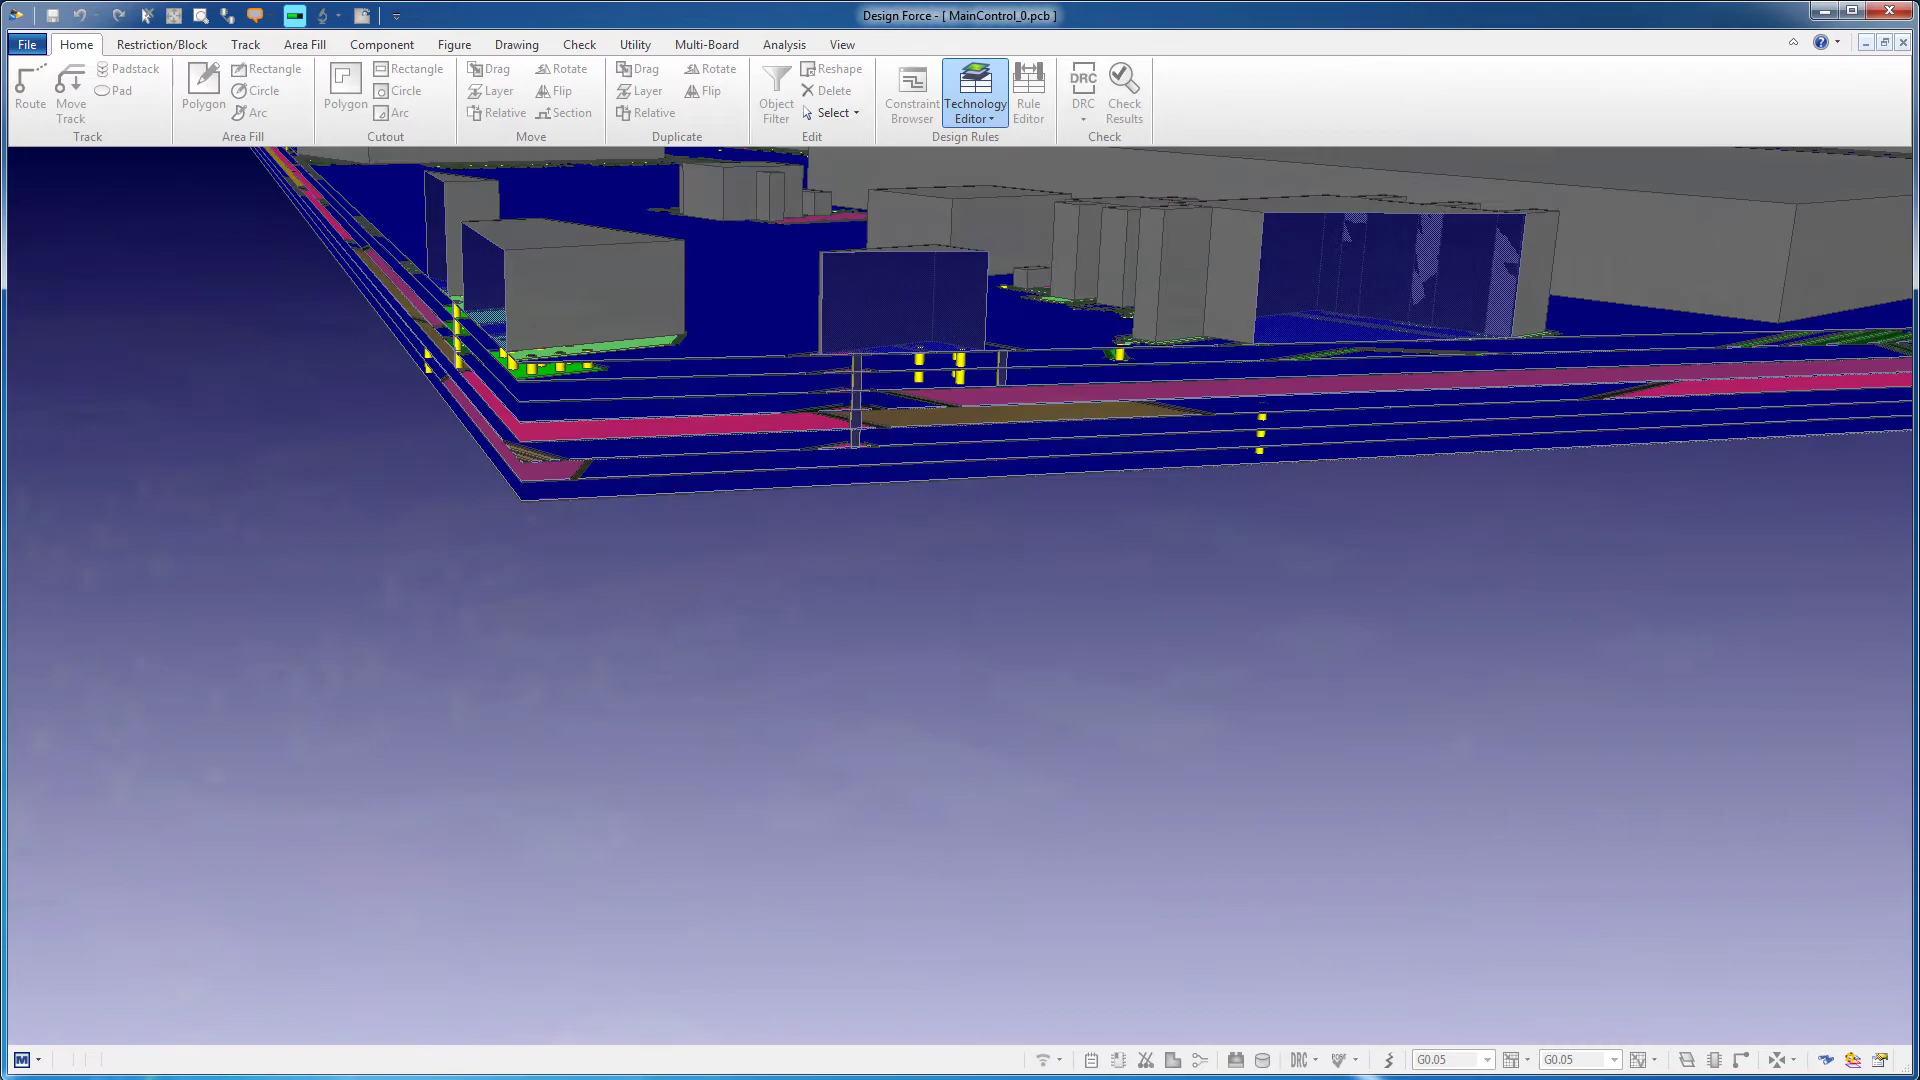 Design Force - [ MainControl_0.pcb ]
File Home Restriction/Block Track Area Fill Component Figure Drawing Check Utility Multi-Board Analysis View
Route
Move Track
Padstack
Pad
Track
Polygon
Rectangle
Circle
Arc
Area Fill
Polygon
Rectangle
Circle
Arc
Cutout
Drag
Layer
Relative
Rotate
Flip
Section
Move
Drag
Layer
Relative
Rotate
Flip
Duplicate
Object Filter
Reshape
Delete
Select
Edit
Constraint Browser
Technology Editor
Rule Editor
Design Rules
DRC
DRC
Check Results
Check
M
DRC
G0.05
G0.05